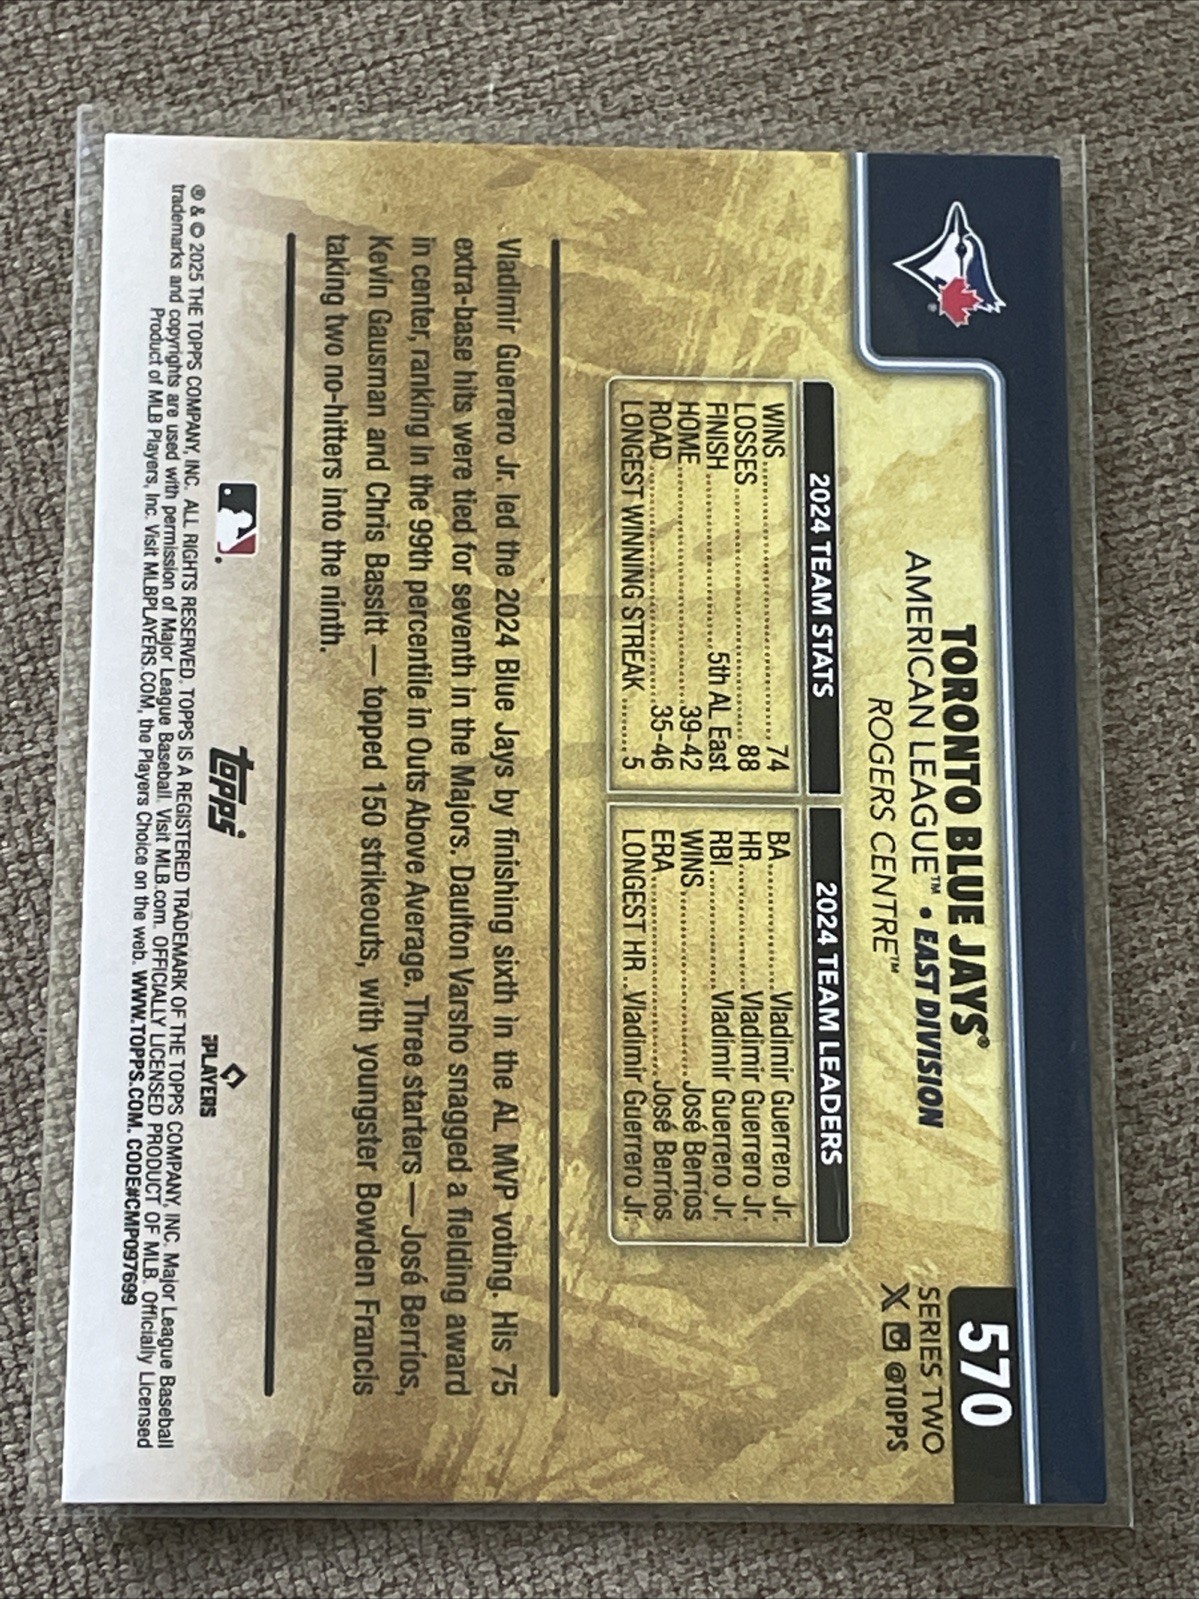 570
SERIES TWO
X @TOPPS
TORONTO BLUE JAYS®
AMERICAN LEAGUE™ • EAST DIVISION
ROGERS CENTRE™
2024 TEAM STATS
WINS 74
LOSSES 88
FINISH 5th AL East
HOME 39-42
ROAD 35-46
LONGEST WINNING STREAK 5
2024 TEAM LEADERS
BA Vladimir Guerrero Jr.
HR Vladimir Guerrero Jr.
RBI Vladimir Guerrero Jr.
WINS José Berríos
ERA José Berríos
LONGEST HR Vladimir Guerrero Jr.
Vladimir Guerrero Jr. led the 2024 Blue Jays by finishing sixth in the AL MVP voting. His 75
extra-base hits were tied for seventh in the Majors. Daulton Varsho snagged a fielding award
in center, ranking in the 99th percentile in Outs Above Average. Three starters — José Berríos,
Kevin Gausman and Chris Bassitt — topped 150 strikeouts, with youngster Bowden Francis
taking two no-hitters into the ninth.
topps
PLAYERS
® & © 2025 THE TOPPS COMPANY, INC. ALL RIGHTS RESERVED. TOPPS IS A REGISTERED TRADEMARK OF THE TOPPS COMPANY, INC. Major League Baseball
trademarks and copyrights are used with permission of Major League Baseball. Visit MLB.com. OFFICIALLY LICENSED PRODUCT OF MLB. Officially Licensed
Product of MLB Players, Inc. Visit MLBPLAYERS.COM, the Players Choice on the web. WWW.TOPPS.COM. CODE#CMP097699